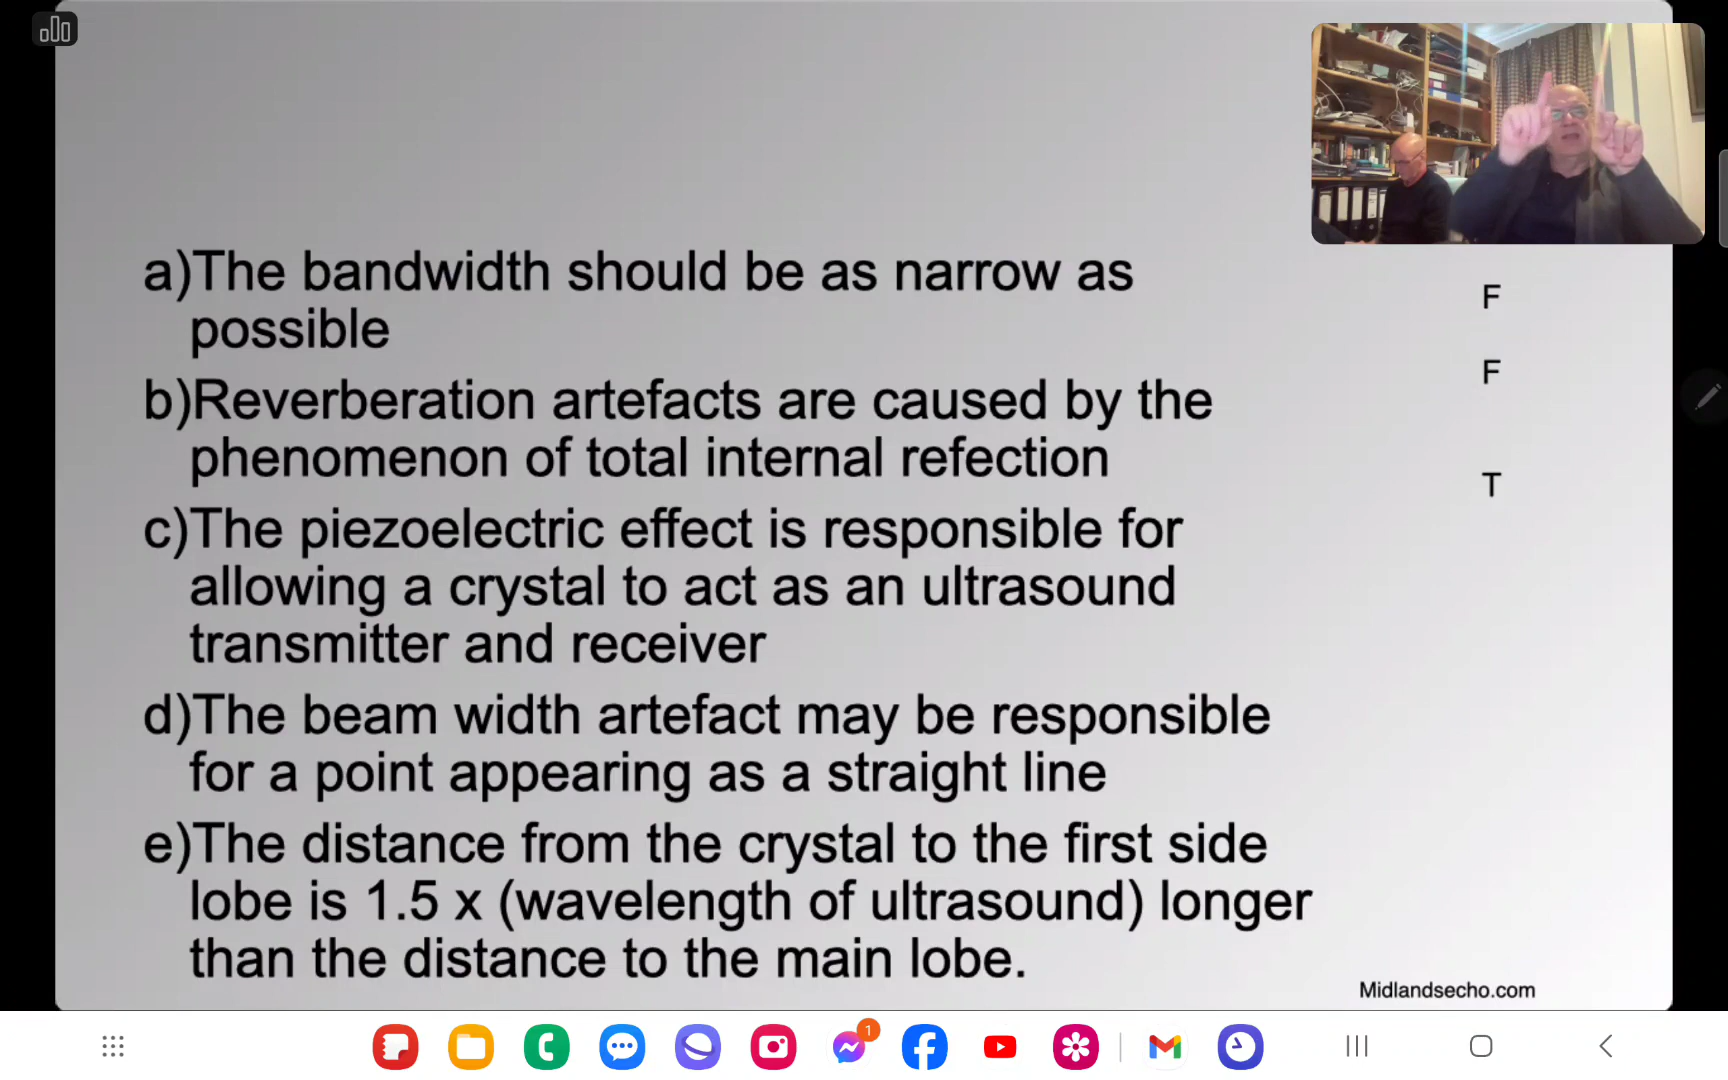 a)The bandwidth should be as narrow as
possible
F
b)Reverberation artefacts are caused by the
phenomenon of total internal refection
F
c)The piezoelectric effect is responsible for
allowing a crystal to act as an ultrasound
transmitter and receiver
T
d)The beam width artefact may be responsible
for a point appearing as a straight line
e)The distance from the crystal to the first side
lobe is 1.5 x (wavelength of ultrasound) longer
than the distance to the main lobe.
Midlandsecho.com
1